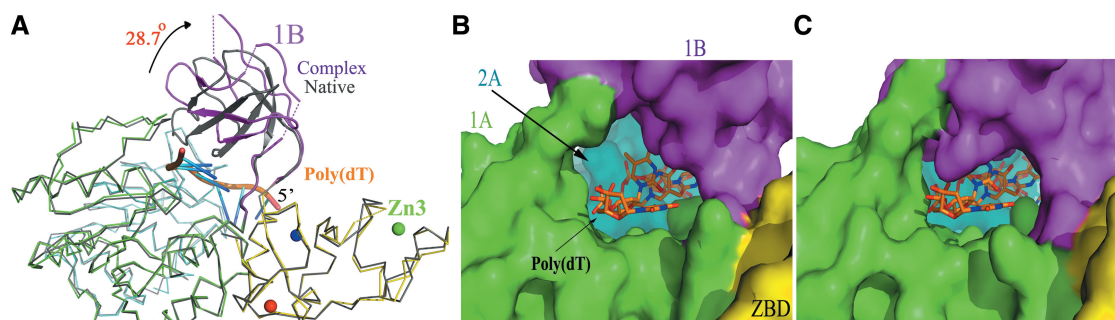 A
28.7°
1B
Complex
Native
Poly(dT)
5'
Zn3
B
1B
2A
1A
Poly(dT)
ZBD
C